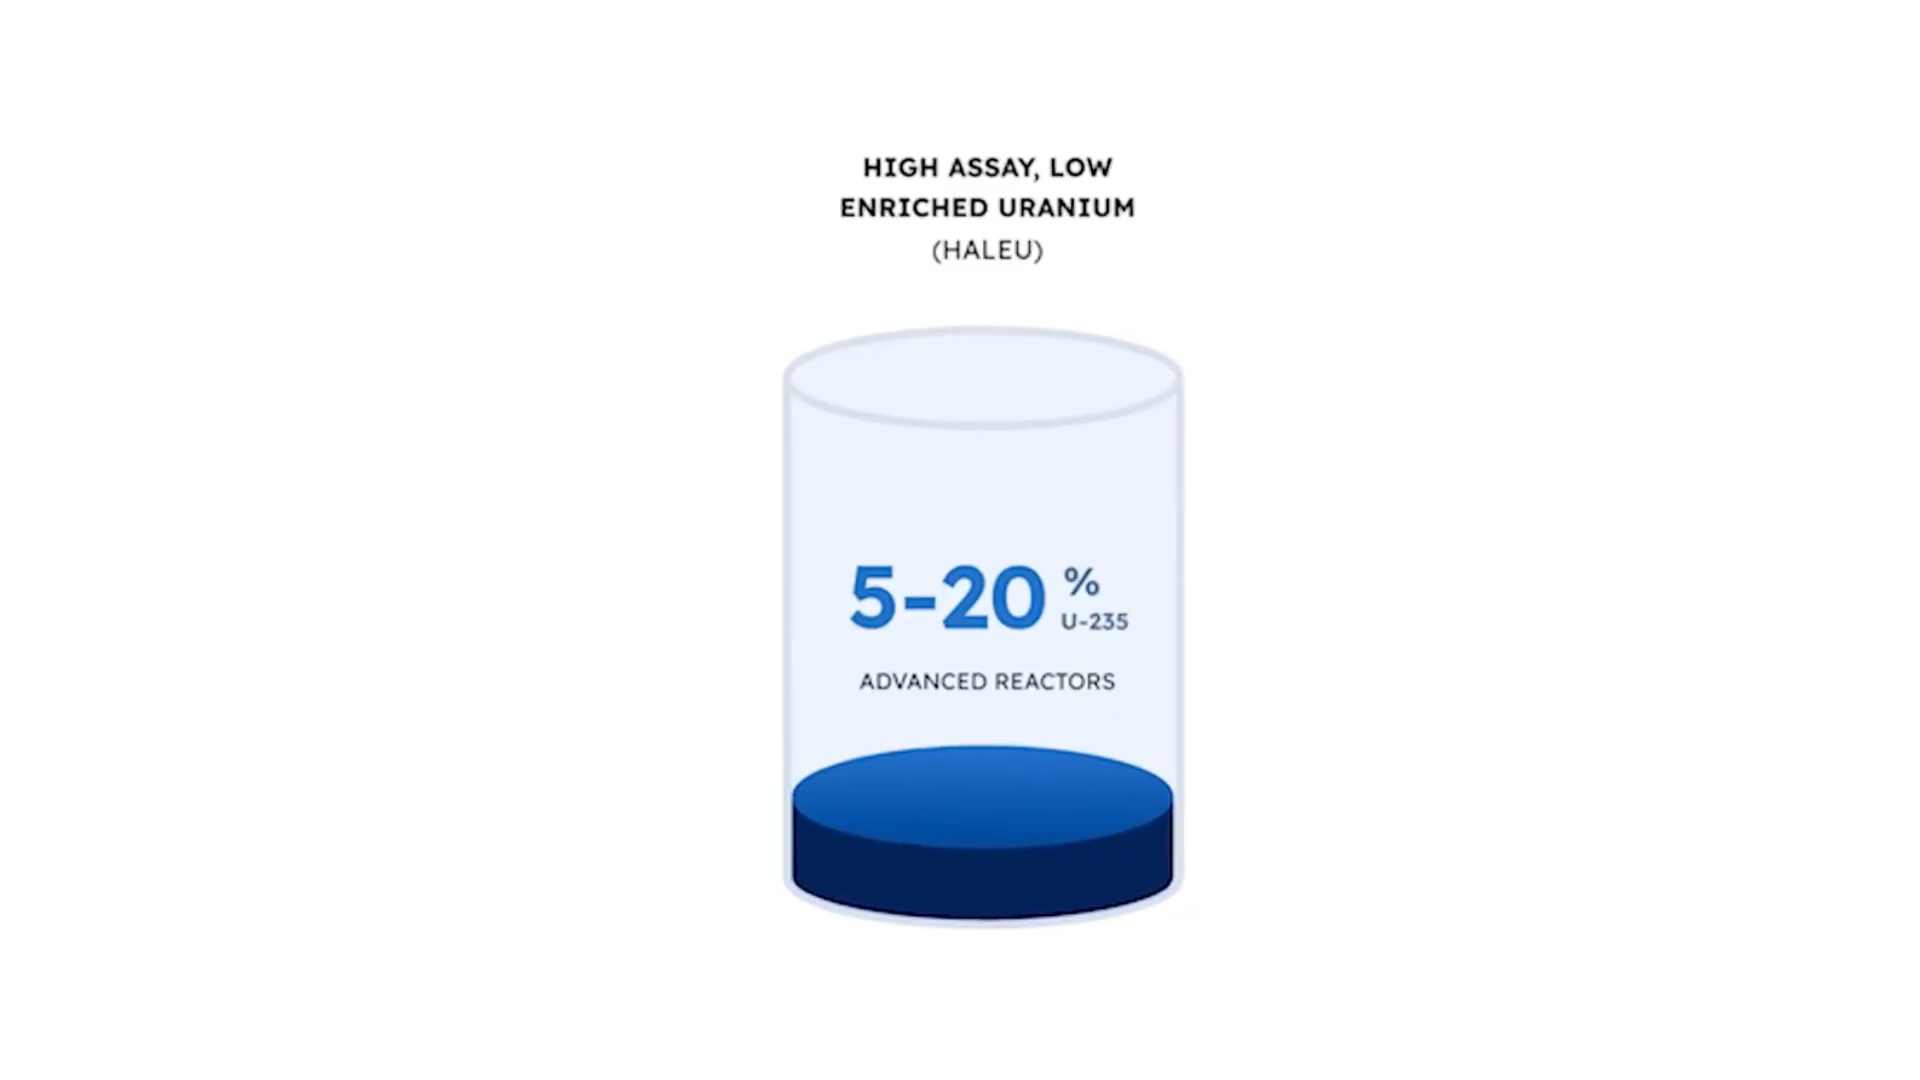 HIGH ASSAY, LOW
ENRICHED URANIUM
(HALEU)
5-20 %
U-235
ADVANCED REACTORS